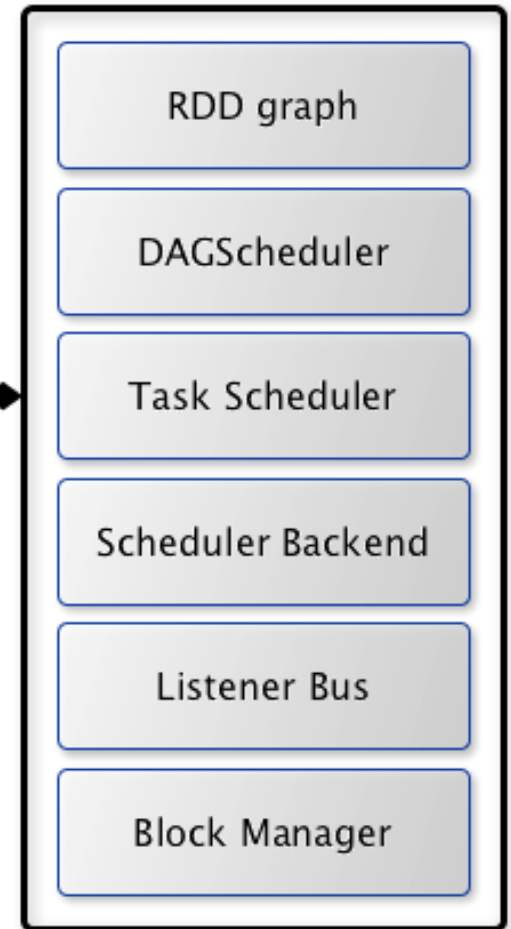 RDD graph
DAGScheduler
Task Scheduler
Scheduler Backend
Listener Bus
Block Manager